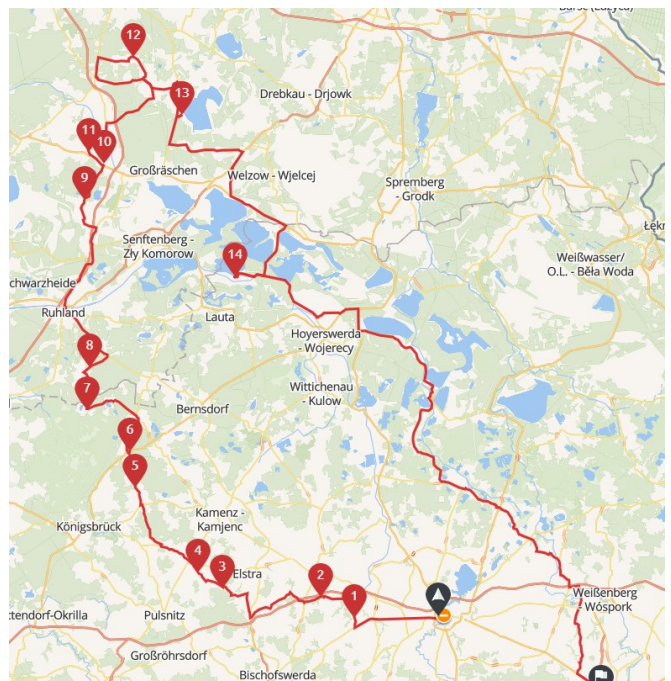 12
13
Drebkau - Drjowk
11
10
Großräschen
9
Welzow - Wjelcej
Spremberg
- Grodk
Senftenberg -
Zły Komorow
14
Weißwasser/
O.L. - Běła Woda
chwarzheide
Ruhland
Lauta
Hoyerswerda
- Wojerecy
8
7
Wittichenau
- Kulow
Bernsdorf
6
5
Königsbrück
Kamenz -
Kamjenc
4
3
Elstra
2
1
Weißenberg
- Wóspork
ttendorf-Okrilla
Pulsnitz
Großröhrsdorf
Bischofswerda